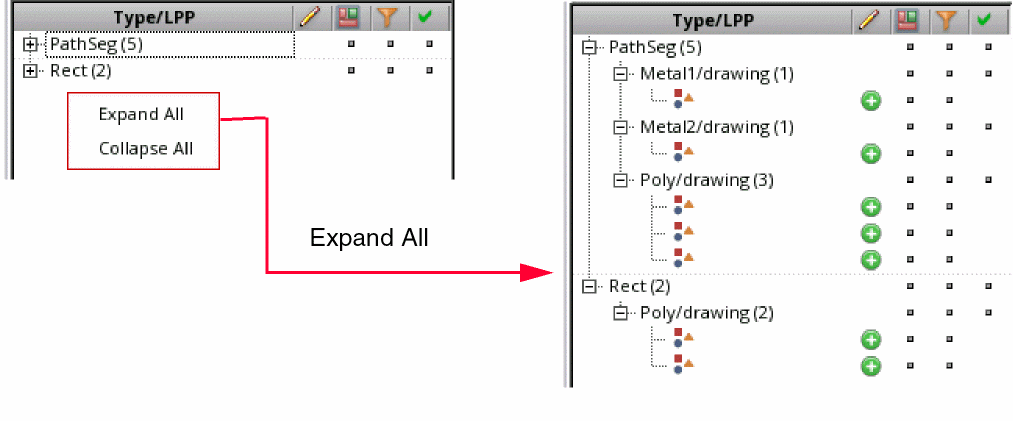 Type/LPP
PathSeg (5)
Rect (2)
Expand All
Collapse All
Expand All
Type/LPP
PathSeg (5)
Metal1/drawing (1)
Metal2/drawing (1)
Poly/drawing (3)
Rect (2)
Poly/drawing (2)